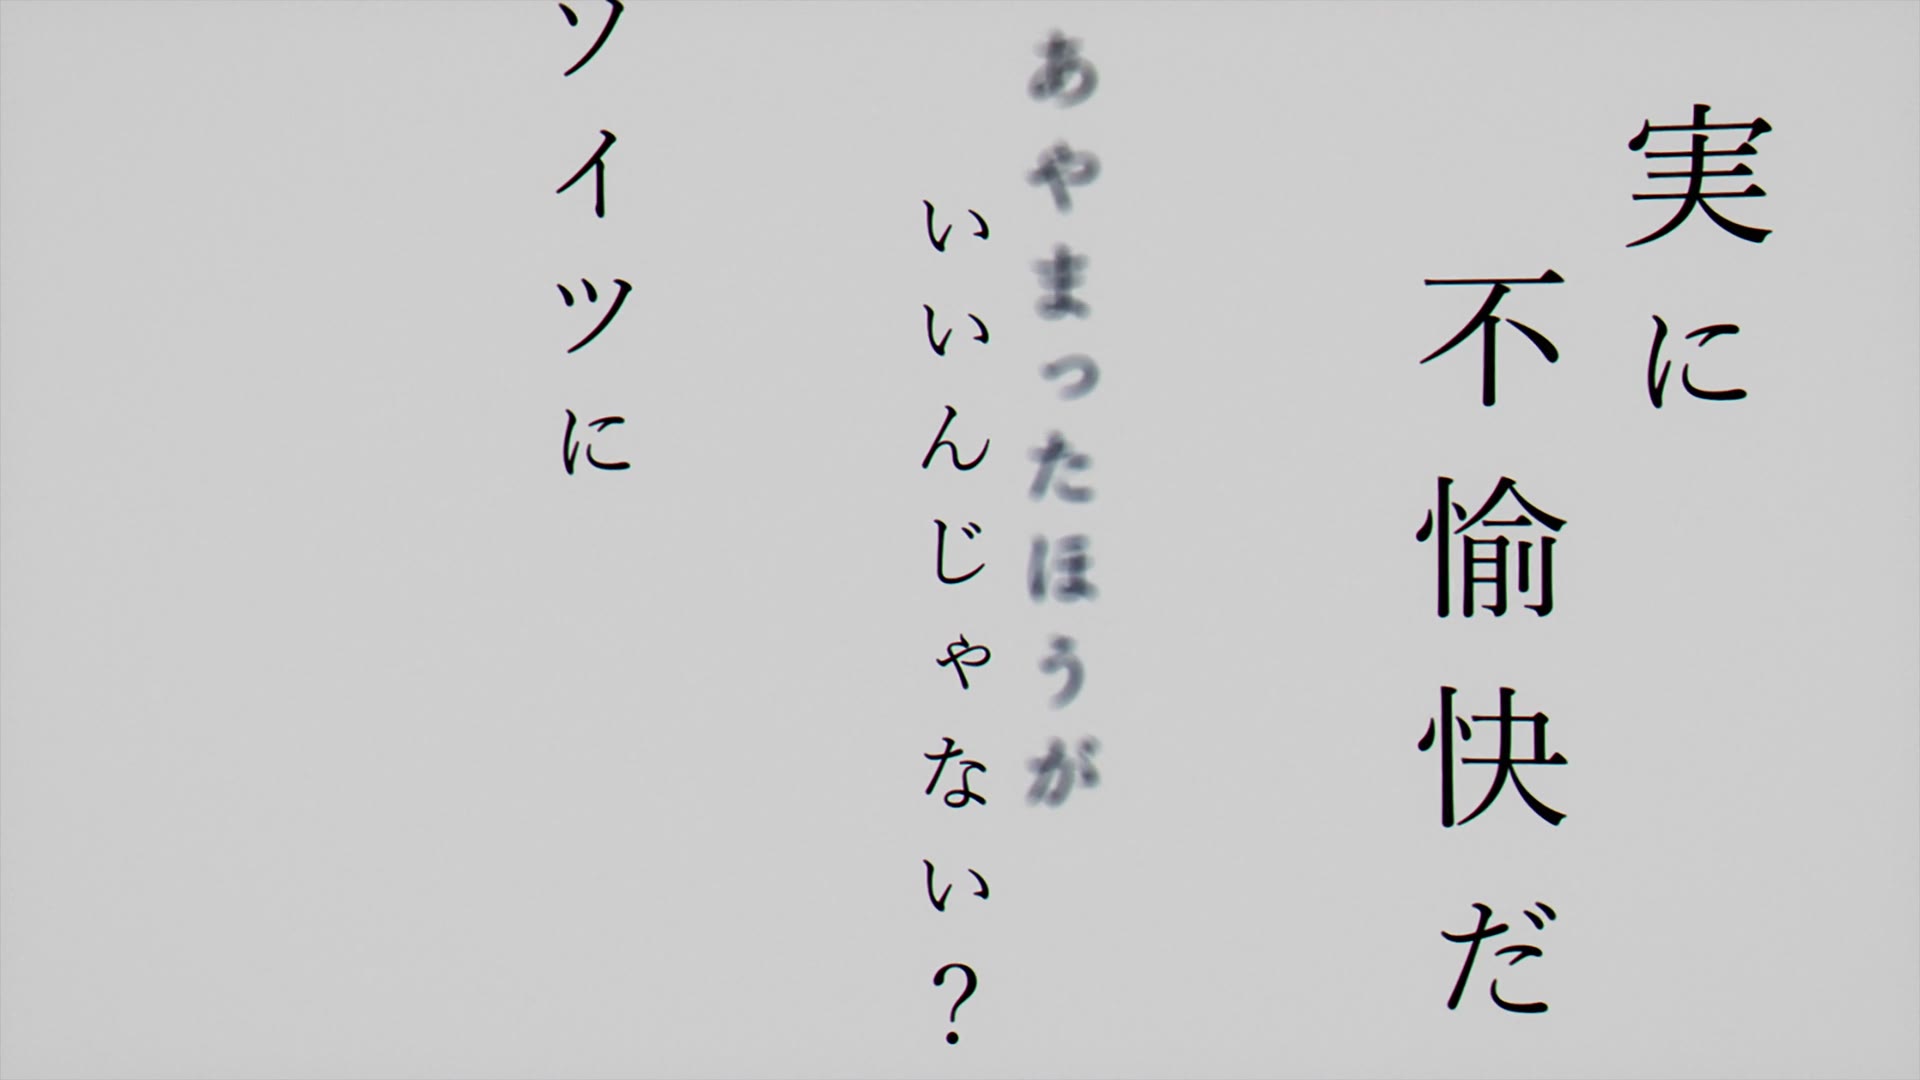 実に
不愉快だ
あやまったほうが
いいんじゃない？
ソイツに